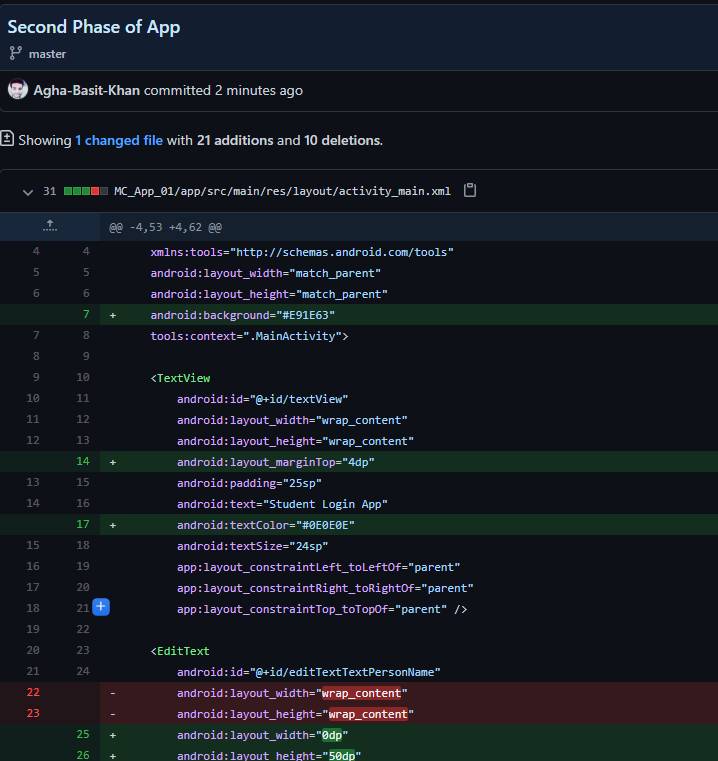 Second Phase of App
master
Agha-Basit-Khan committed 2 minutes ago
Showing 1 changed file with 21 additions and 10 deletions.
31 MC_App_01/app/src/main/res/layout/activity_main.xml
@@ -4,53 +4,62 @@
4 4 xmlns:tools="http://schemas.android.com/tools"
5 5 android:layout_width="match_parent"
6 6 android:layout_height="match_parent"
7 + android:background="#E91E63"
7 8 tools:context=".MainActivity">
8 9
9 10 <TextView
10 11 android:id="@+id/textView"
11 12 android:layout_width="wrap_content"
12 13 android:layout_height="wrap_content"
14 + android:layout_marginTop="4dp"
13 15 android:padding="25sp"
14 16 android:text="Student Login App"
17 + android:textColor="#0E0E0E"
15 18 android:textSize="24sp"
16 19 app:layout_constraintLeft_toLeftOf="parent"
17 20 app:layout_constraintRight_toRightOf="parent"
18 21 + app:layout_constraintTop_toTopOf="parent" />
19 22
20 23 <EditText
21 24 android:id="@+id/editTextTextPersonName"
22 - android:layout_width="wrap_content"
23 - android:layout_height="wrap_content"
25 + android:layout_width="0dp"
26 + android:layout_height="50dp"